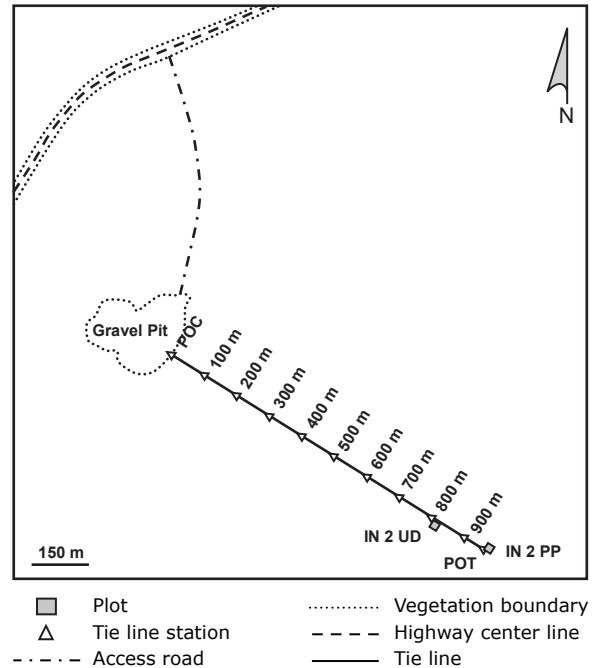 N
Gravel Pit
POC
100 m
200 m
300 m
400 m
500 m
600 m
700 m
800 m
900 m
IN 2 UD
IN 2 PP
POT
150 m
Plot
Vegetation boundary
Tie line station
Highway center line
Access road
Tie line